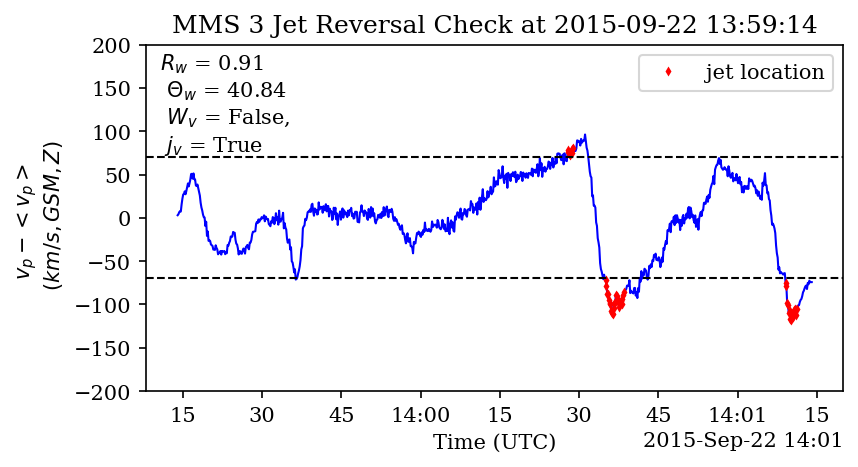 MMS 3 Jet Reversal Check at 2015-09-22 13:59:14
R_w = 0.91
Θ_w = 40.84
W_v = False,
j_v = True
jet location
v_p − < v_p >
(km/s, GSM, Z)
200
150
100
50
0
−50
−100
−150
−200
15 30 45 14:00 15 30 45 14:01 15
Time (UTC)
2015-Sep-22 14:01